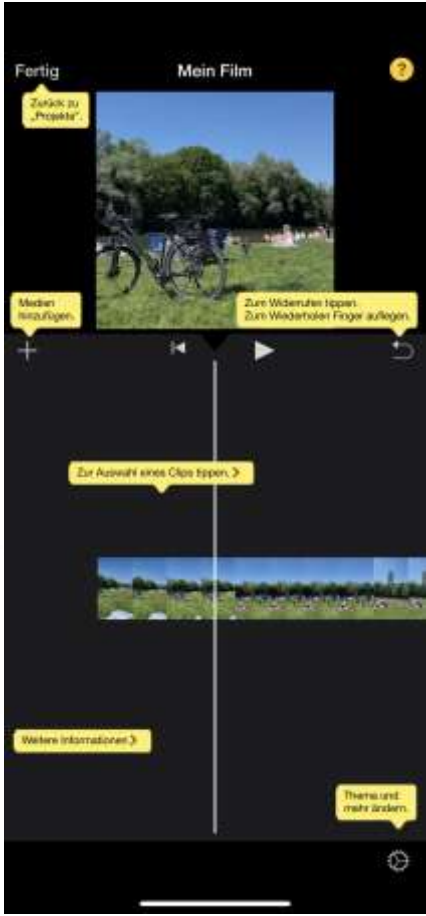 Fertig
Mein Film
?
Zurück zu
„Projekte“.
Medien
hinzufügen.
Zum Widerrufen tippen.
Zum Wiederholen Finger auflegen.
Zur Auswahl eines Clips tippen. >
Weitere Informationen >
Thema und
mehr ändern.